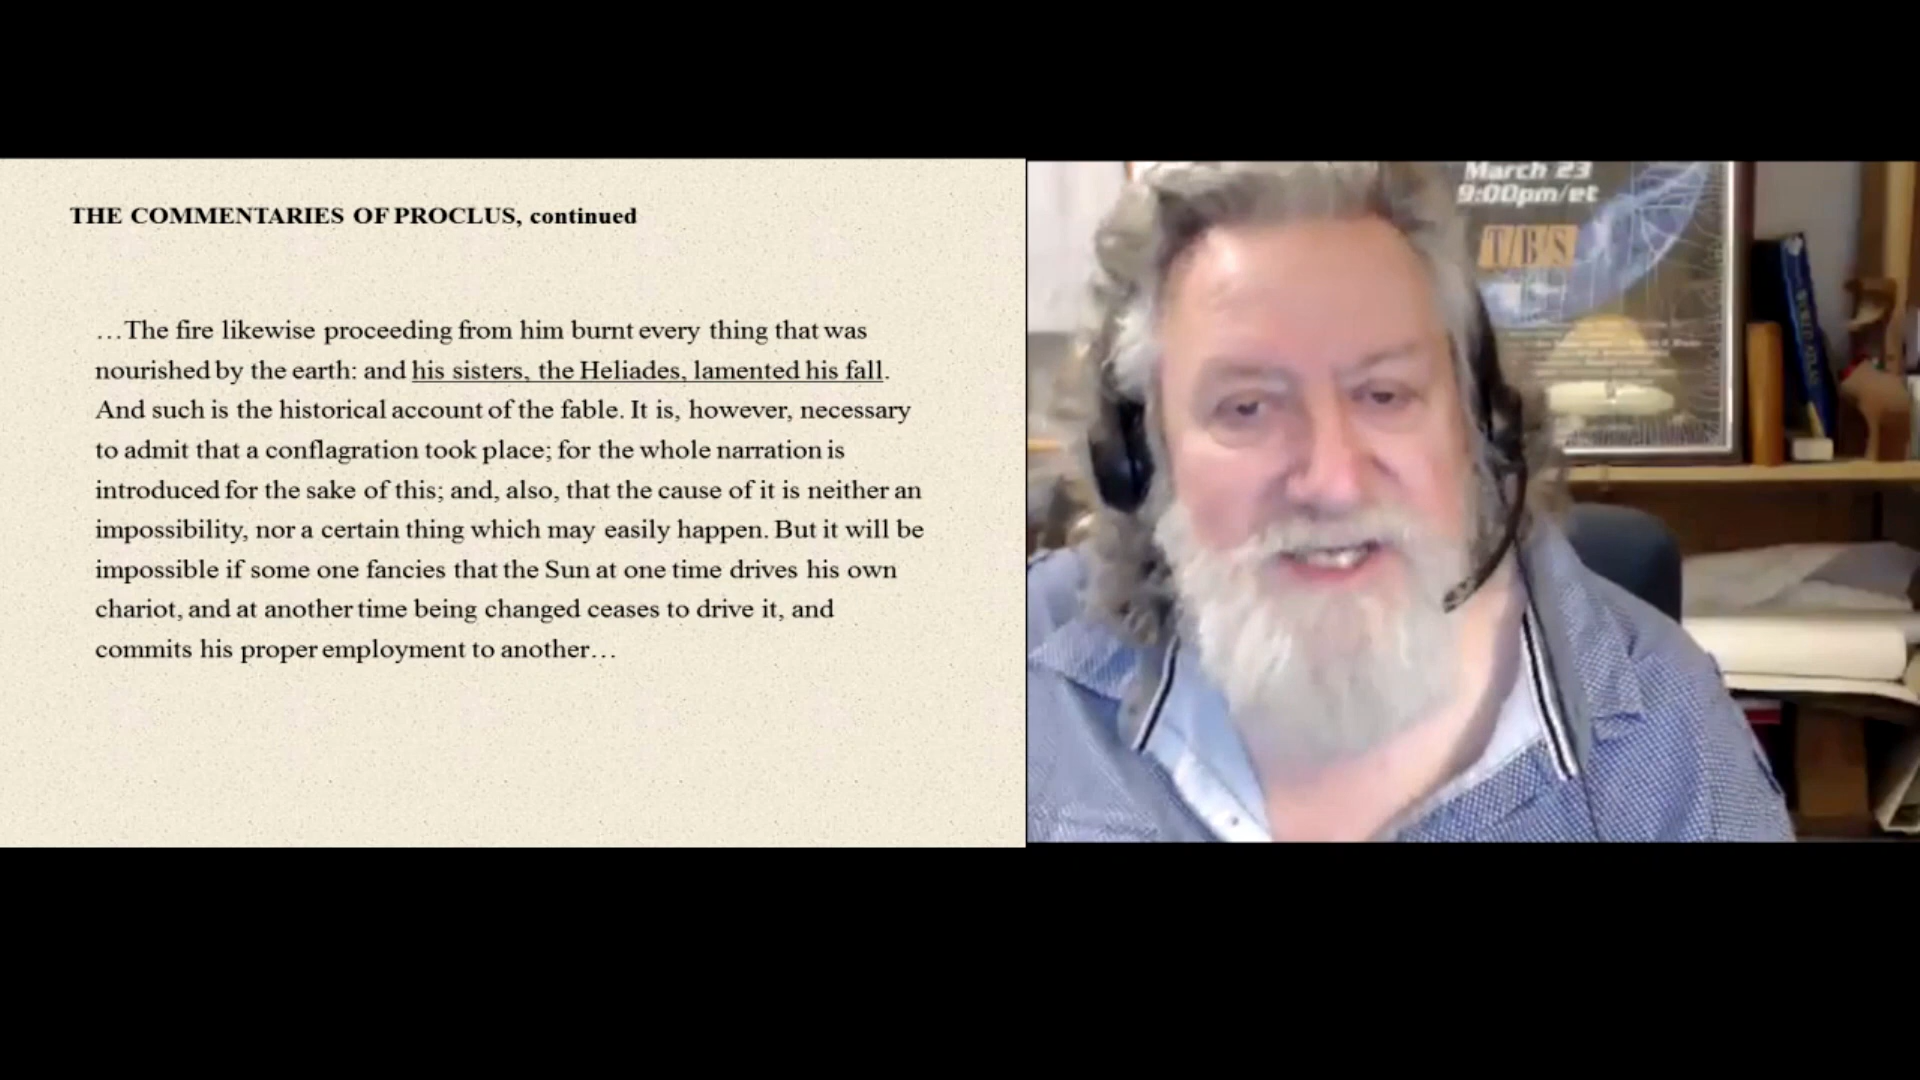 THE COMMENTARIES OF PROCLUS, continued
…The fire likewise proceeding from him burnt every thing that was
nourished by the earth: and his sisters, the Heliades, lamented his fall.
And such is the historical account of the fable. It is, however, necessary
to admit that a conflagration took place; for the whole narration is
introduced for the sake of this; and, also, that the cause of it is neither an
impossibility, nor a certain thing which may easily happen. But it will be
impossible if some one fancies that the Sun at one time drives his own
chariot, and at another time being changed ceases to drive it, and
commits his proper employment to another…
March 23
9:00pm/et
TBS